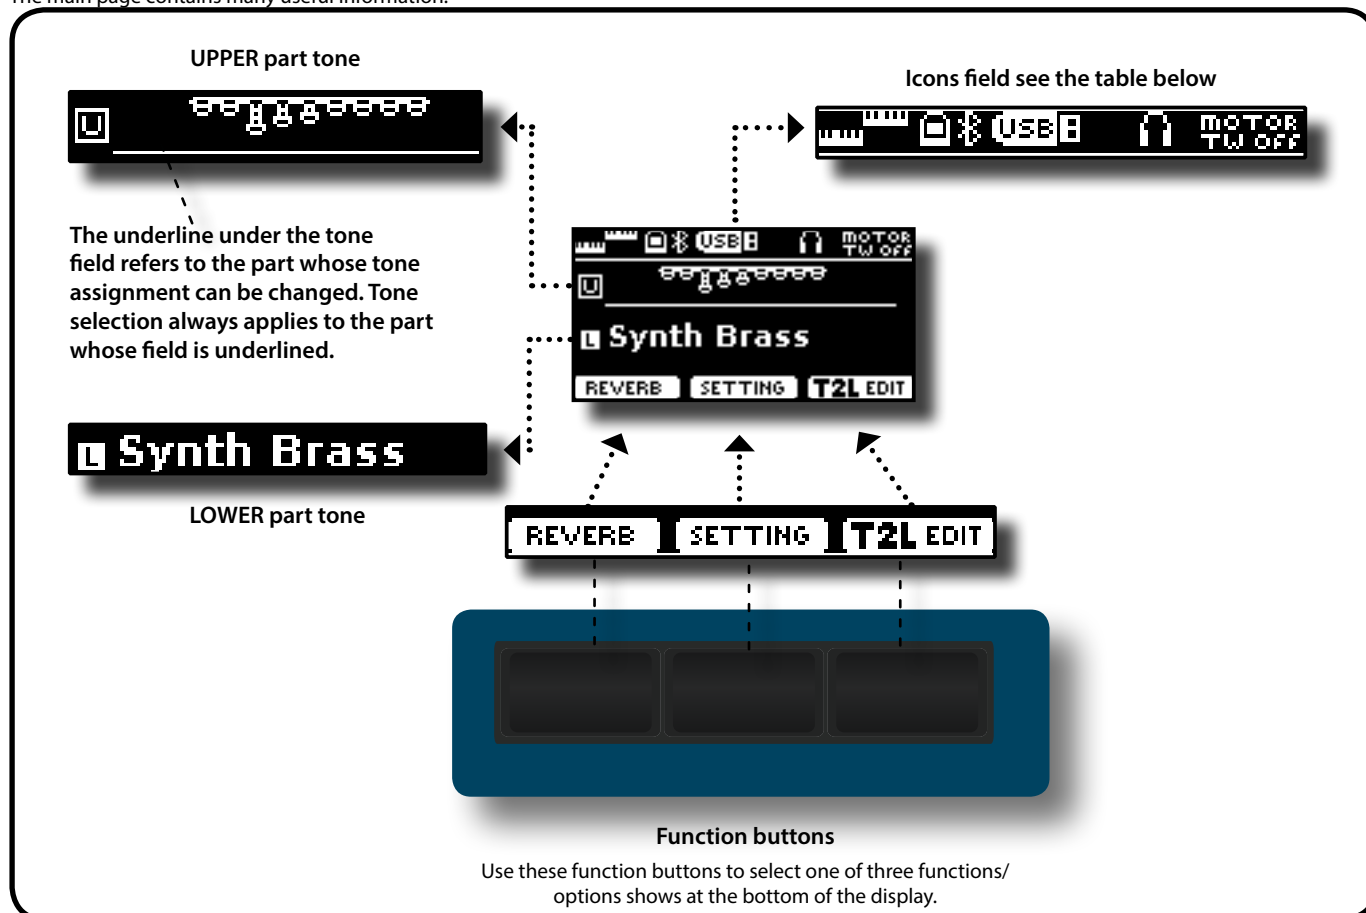 The main page contains many useful information.
UPPER part tone
Icons field see the table below
U
USB MOTOR
TW OFF
The underline under the tone
field refers to the part whose tone
assignment can be changed. Tone
selection always applies to the part
whose field is underlined.
USB MOTOR
TW OFF
U
L Synth Brass
REVERB SETTING T2L EDIT
L Synth Brass
LOWER part tone
REVERB SETTING T2L EDIT
Function buttons
Use these function buttons to select one of three functions/
options shows at the bottom of the display.